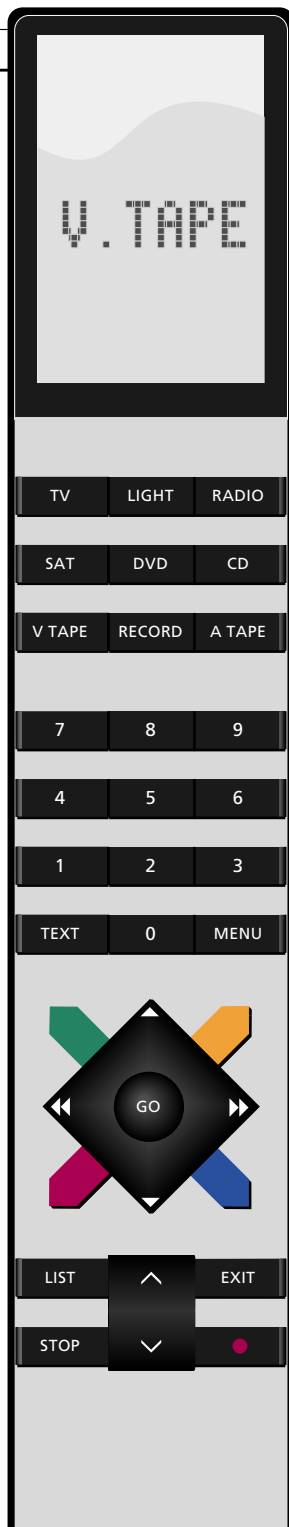 V.TAPE
TV LIGHT RADIO
SAT DVD CD
V TAPE RECORD A TAPE
7 8 9
4 5 6
1 2 3
TEXT 0 MENU
GO
LIST EXIT
STOP